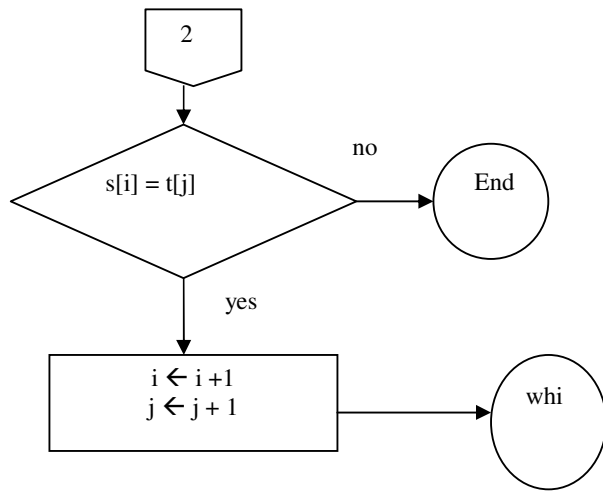 2
no
s[i] = t[j]
End
yes
i ← i +1
j ← j + 1
whi